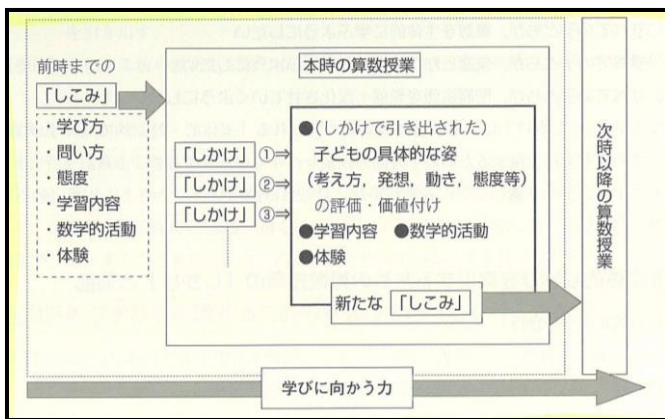 前時までの
「しこみ」
・学び方
・問い方
・態度
・学習内容
・数学的活動
・体験
本時の算数授業
「しかけ」①⇒
「しかけ」②⇒
「しかけ」③⇒
●(しかけで引き出された)
子どもの具体的な姿
(考え方,発想,動き,態度等)
の評価・価値付け
●学習内容 ●数学的活動
●体験
新たな「しこみ」
次時以降の算数授業
学びに向かう力